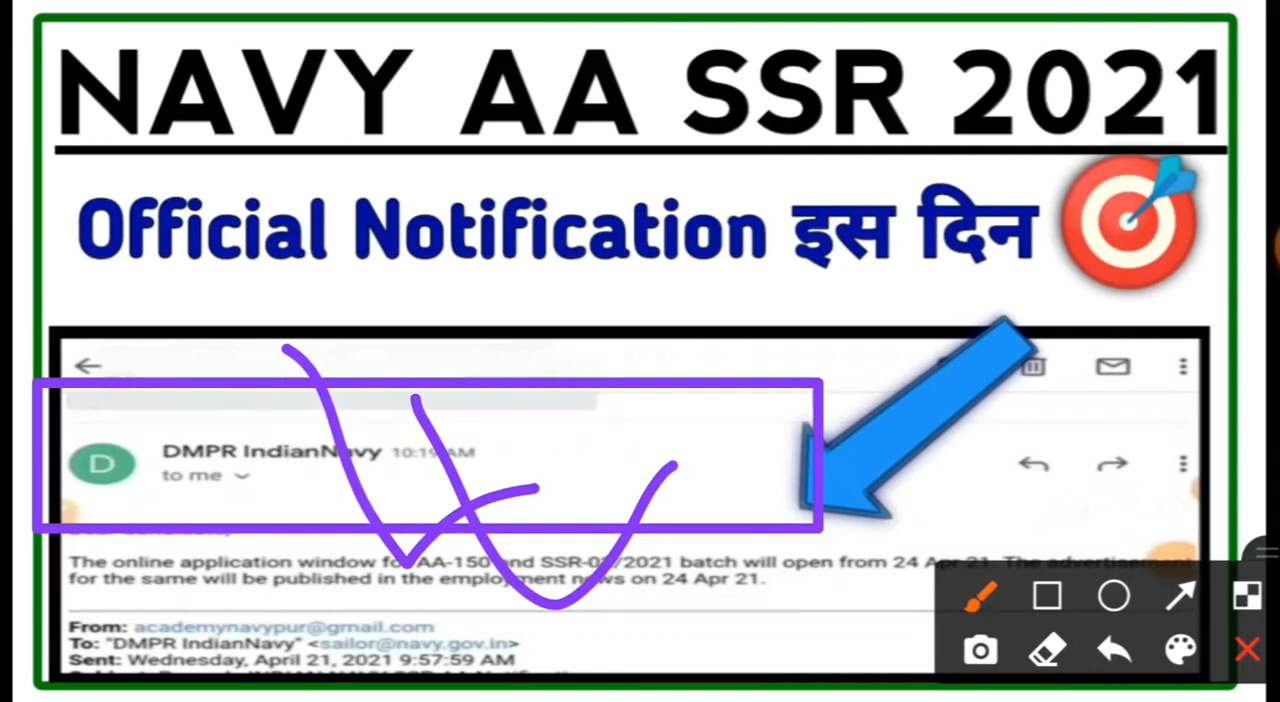 NAVY AA SSR 2021
Official Notification इस दिन
D
DMPR IndianNavy 10:19 AM
to me
The online application window for AA-150 and SSR-02/2021 batch will open from 24 Apr 21. The advertisement
for the same will be published in the employment news on 24 Apr 21.
From: academynavypur@gmail.com
To: "DMPR IndianNavy" <sailor@navy.gov.in>
Sent: Wednesday, April 21, 2021 9:57:59 AM